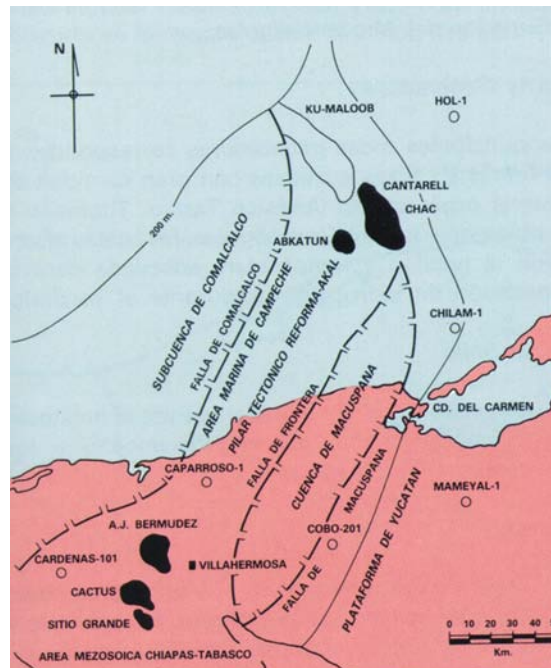 N
KU-MALOOB
HOL-1
CANTARELL
CHAC
ABKATUN
200 m.
SUBCUENCA DE COMALCALCO
FALLA DE COMALCALCO
AREA MARINA DE CAMPECHE
PILAR TECTONICO REFORMA-AKAL
CHILAM-1
FALLA DE FRONTERA
CUENCA DE MACUSPANA
CD. DEL CARMEN
CAPARROSO-1
MACUSPANA
FALLA DE
MAMEYAL-1
PLATAFORMA DE YUCATAN
A.J. BERMUDEZ
COBO-201
CARDENAS-101
VILLAHERMOSA
CACTUS
SITIO GRANDE
0 10 20 30 40
Km.
AREA MEZOSOICA CHIAPAS-TABASCO